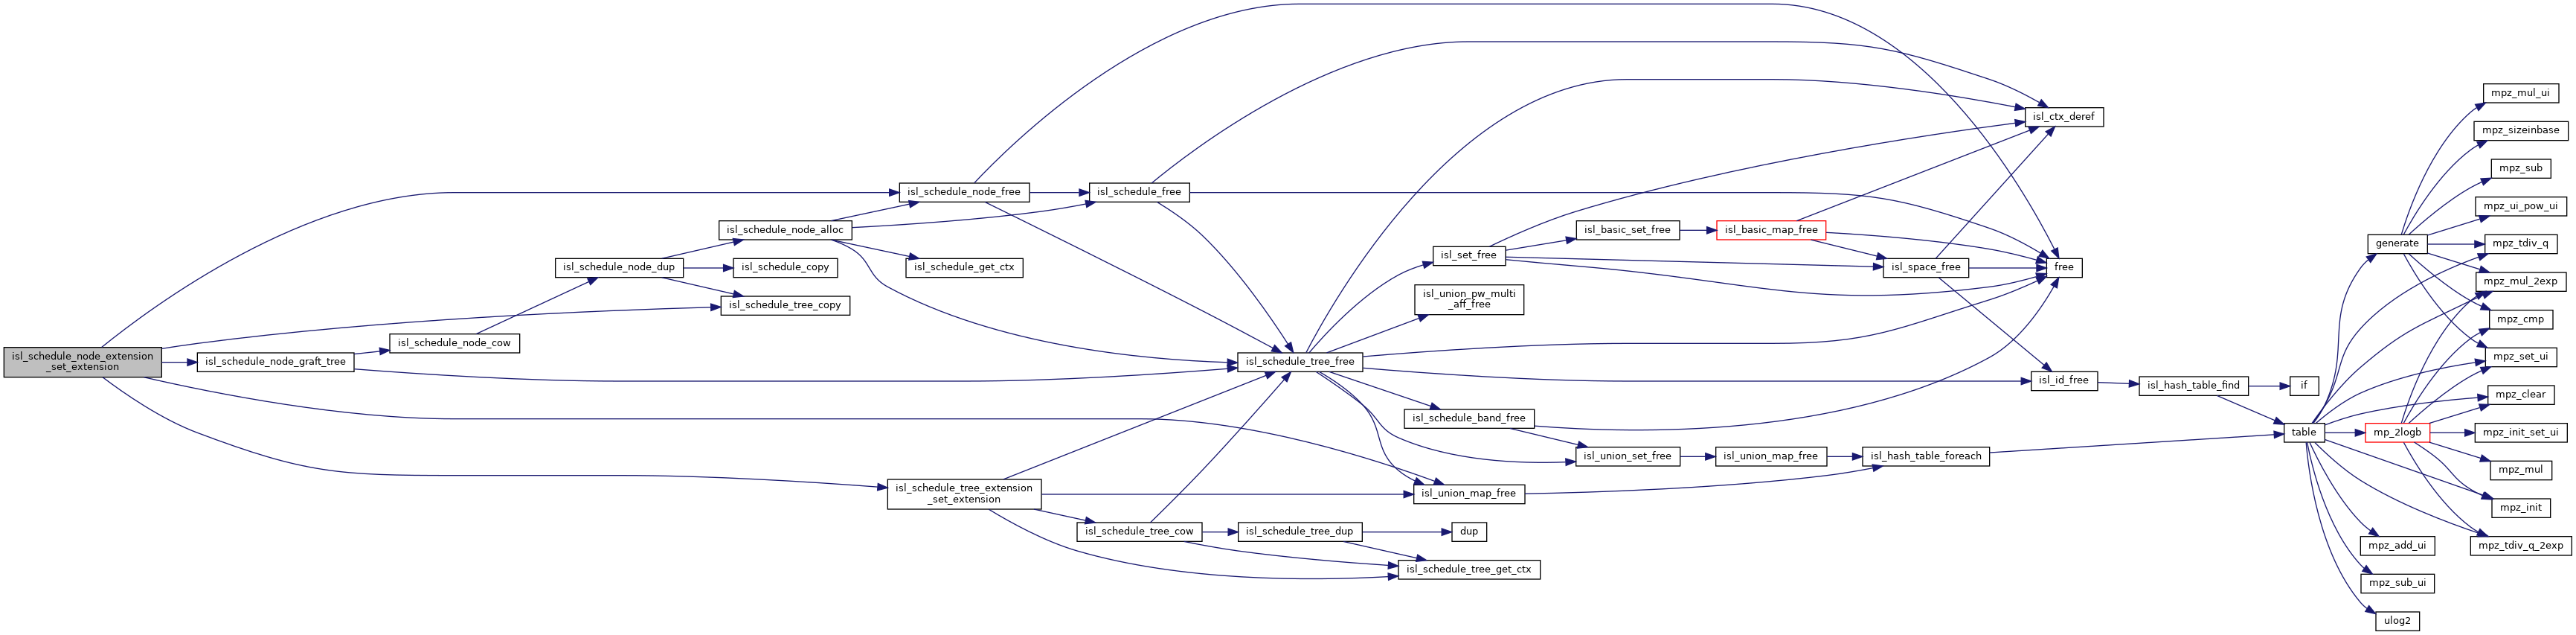 isl_schedule_node_extension
_set_extension
isl_schedule_node_graft_tree
isl_schedule_node_cow
isl_schedule_node_dup
isl_schedule_node_alloc
isl_schedule_copy
isl_schedule_tree_copy
isl_schedule_node_free
isl_schedule_get_ctx
isl_schedule_tree_extension
_set_extension
isl_schedule_free
isl_schedule_tree_cow
isl_schedule_tree_free
isl_schedule_tree_dup
isl_set_free
isl_union_pw_multi
_aff_free
isl_schedule_band_free
isl_union_map_free
dup
isl_schedule_tree_get_ctx
isl_basic_set_free
isl_union_set_free
isl_basic_map_free
isl_union_map_free
isl_space_free
isl_hash_table_foreach
isl_ctx_deref
free
isl_id_free
isl_hash_table_find
if
table
generate
mp_2logb
mpz_add_ui
mpz_sub_ui
ulog2
mpz_mul_ui
mpz_sizeinbase
mpz_sub
mpz_ui_pow_ui
mpz_tdiv_q
mpz_mul_2exp
mpz_cmp
mpz_set_ui
mpz_clear
mpz_init_set_ui
mpz_mul
mpz_init
mpz_tdiv_q_2exp